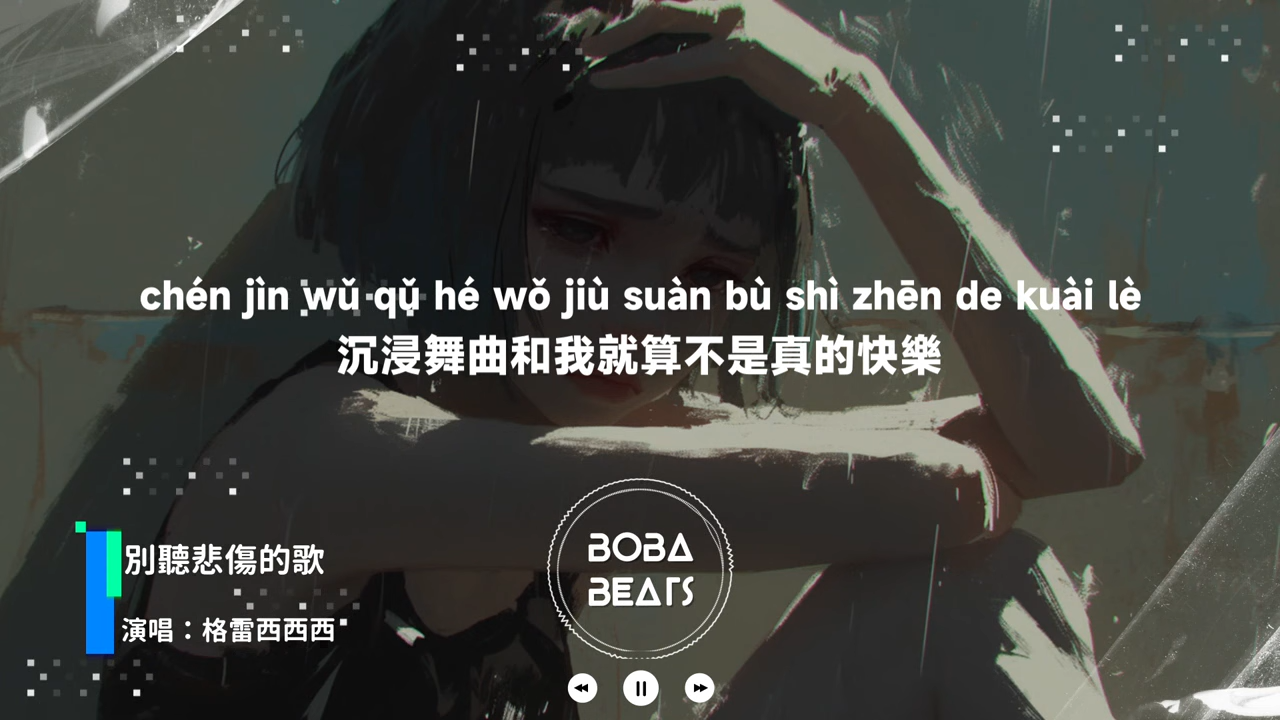 chén jìn wǔ qǔ hé wǒ jiù suàn bù shì zhēn de kuài lè
沉浸舞曲和我就算不是真的快樂
別聽悲傷的歌
演唱：格雷西西西
BOBA
BEATS